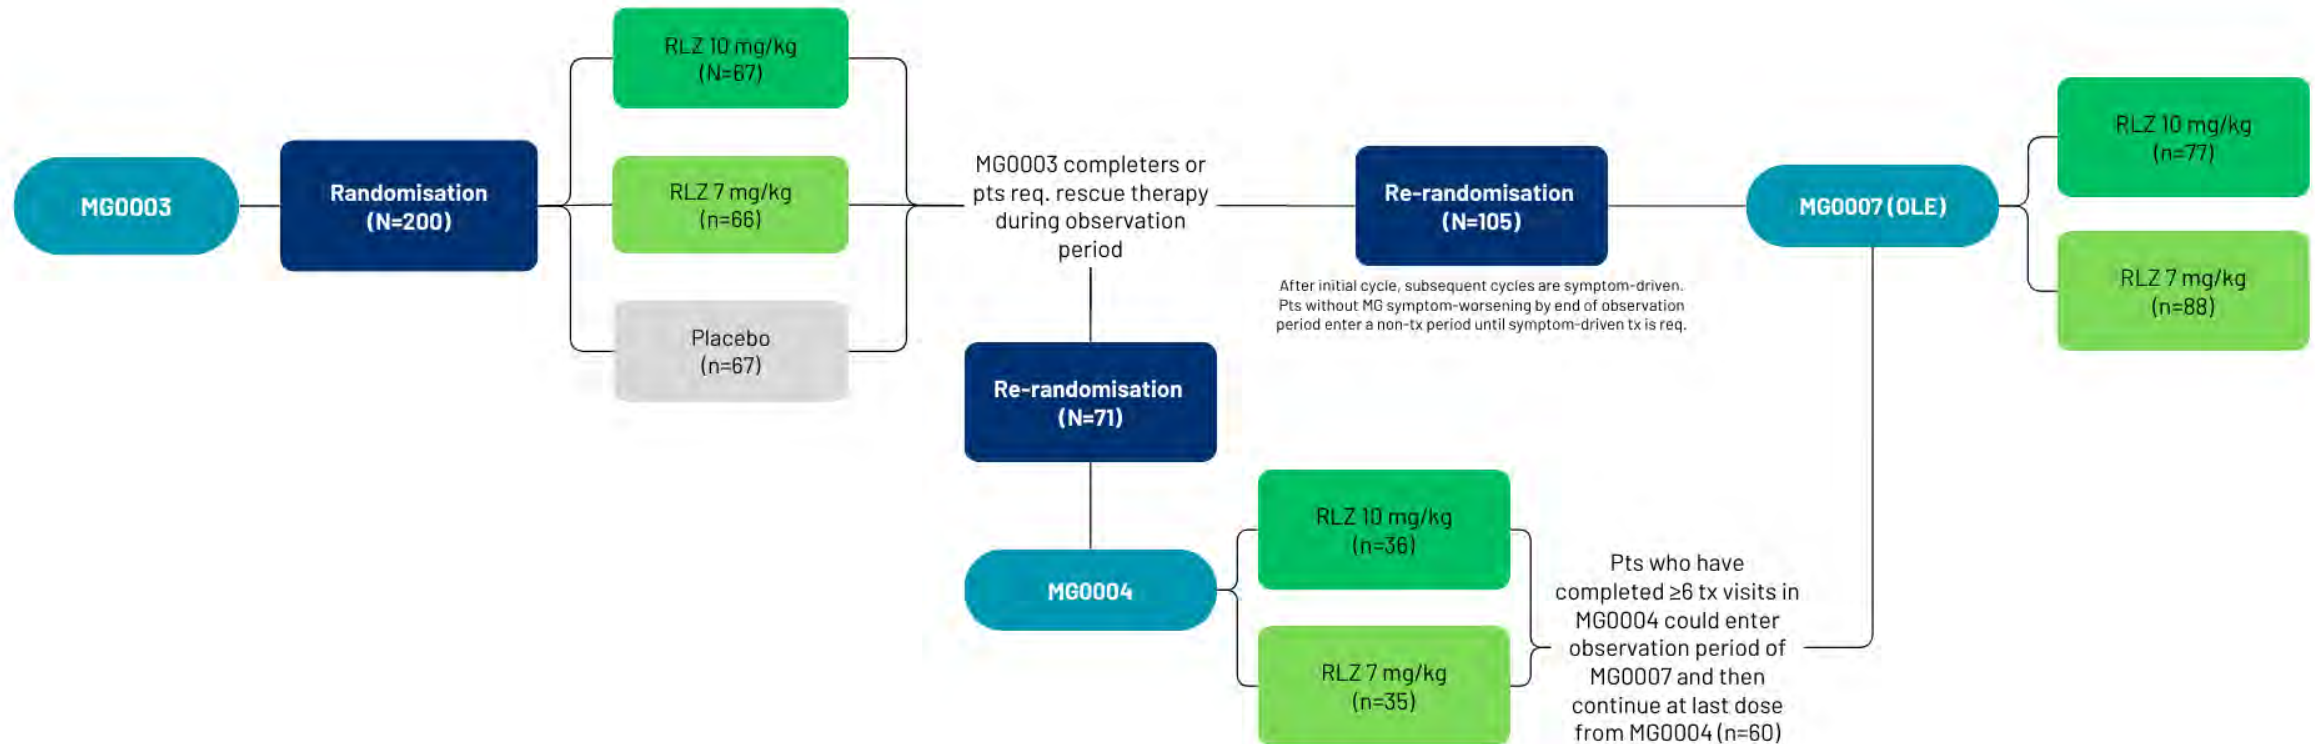 MG0003
Randomisation
(N=200)
RLZ 10 mg/kg
(N=67)
RLZ 7 mg/kg
(n=66)
Placebo
(n=67)
MG0003 completers or
pts req. rescue therapy
during observation
period
Re-randomisation
(N=105)
After initial cycle, subsequent cycles are symptom-driven.
Pts without MG symptom-worsening by end of observation
period enter a non-tx period until symptom-driven tx is req.
MG0007 (OLE)
RLZ 10 mg/kg
(n=77)
RLZ 7 mg/kg
(n=88)
Re-randomisation
(N=71)
MG0004
RLZ 10 mg/kg
(n=36)
RLZ 7 mg/kg
(n=35)
Pts who have
completed ≥6 tx visits in
MG0004 could enter
observation period of
MG0007 and then
continue at last dose
from MG0004 (n=60)